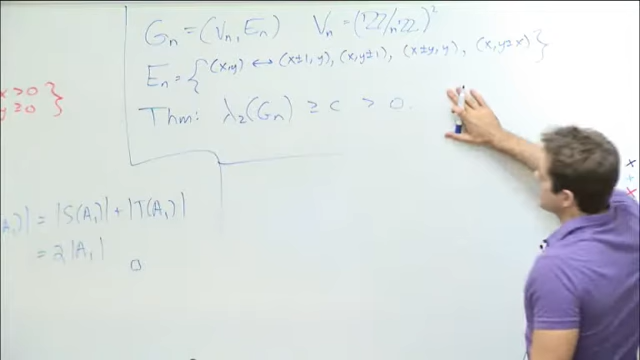 Gₙ = (Vₙ, Eₙ) Vₙ = (ℤ/nℤ)²
Eₙ = { (x,y) ↔ (x±1, y), (x, y±1), (x±y, y), (x, y±x) }
Thm: λ₂(Gₙ) ≥ c > 0.
x > 0 }
y ≥ 0 }
= |S(A₁)| + |T(A₁)|
= 2|A₁| □